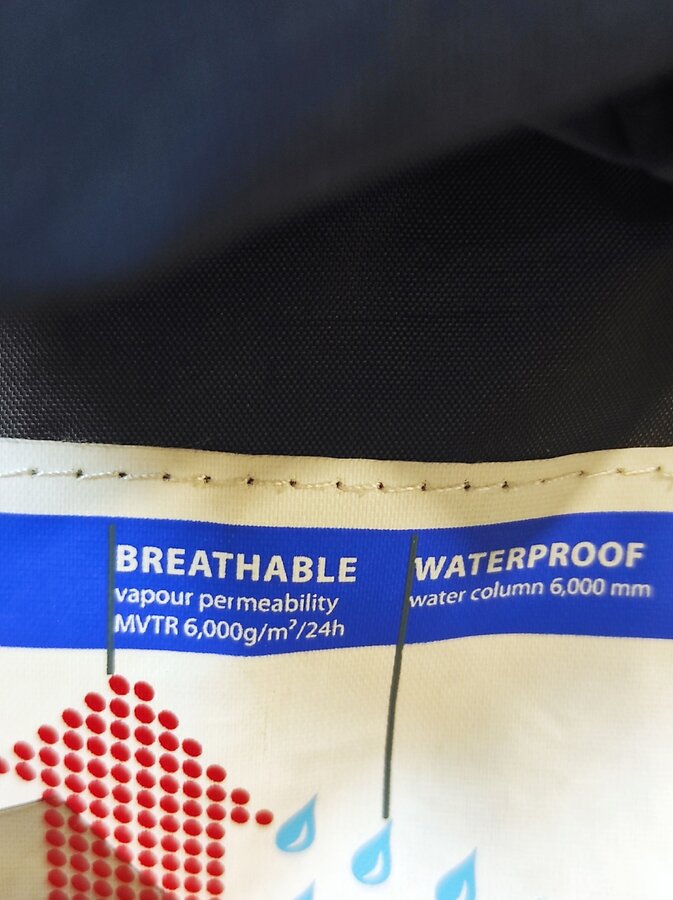 BREATHABLE
vapour permeability
MVTR 6,000g/m²/24h
WATERPROOF
water column 6,000 mm